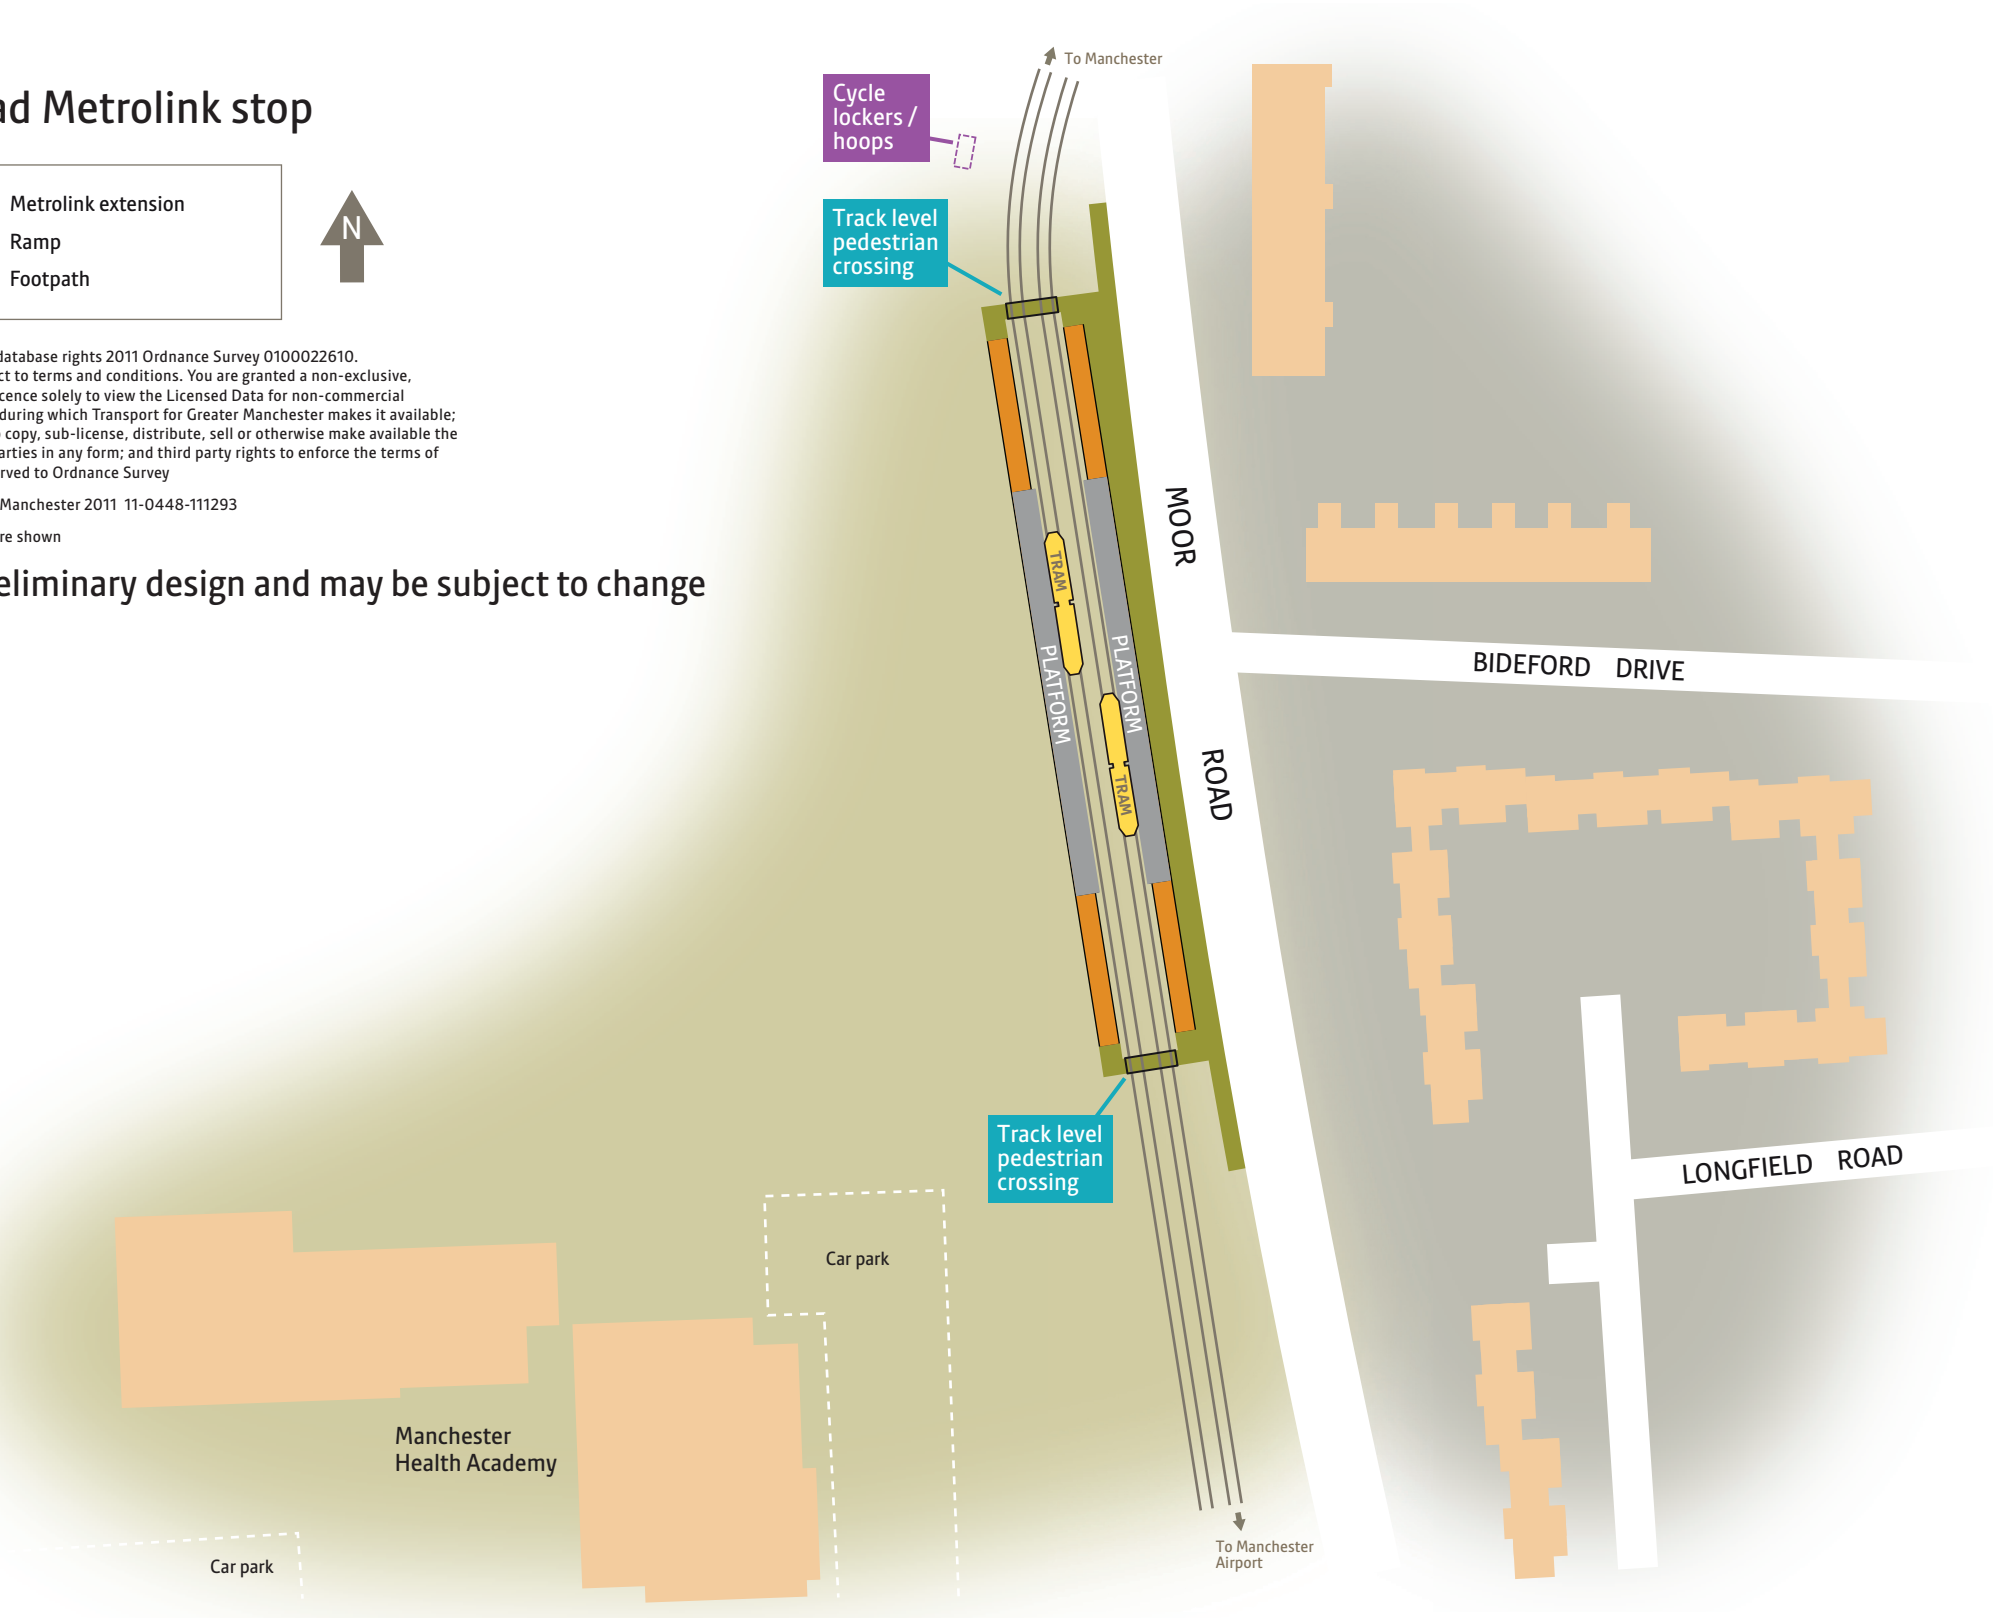 ad Metrolink stop
Metrolink extension
Ramp
Footpath
N
database rights 2011 Ordnance Survey 0100022610.
ct to terms and conditions. You are granted a non-exclusive,
cence solely to view the Licensed Data for non-commercial
during which Transport for Greater Manchester makes it available;
copy, sub-license, distribute, sell or otherwise make available the
arties in any form; and third party rights to enforce the terms of
rved to Ordnance Survey
Manchester 2011 11-0448-111293
re shown
eliminary design and may be subject to change
To Manchester
Cycle
lockers /
hoops
Track level
pedestrian
crossing
MOOR
ROAD
TRAM
PLATFORM
PLATFORM
TRAM
BIDEFORD DRIVE
Track level
pedestrian
crossing
LONGFIELD ROAD
Car park
Manchester
Health Academy
Car park
To Manchester
Airport